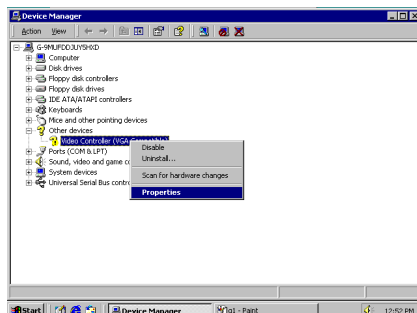 Device Manager
Action View
G-9MUFDDJUYSHXD
Computer
Disk drives
Floppy disk controllers
Floppy disk drives
IDE ATA/ATAPI controllers
Keyboards
Mice and other pointing devices
Other devices
Video Controller (VGA Compatible)
Ports (COM & LPT)
Sound, video and game co
System devices
Universal Serial Bus contro
Disable
Uninstall...
Scan for hardware changes
Properties
Start
Device Manager
g1 - Paint
12:52 PM